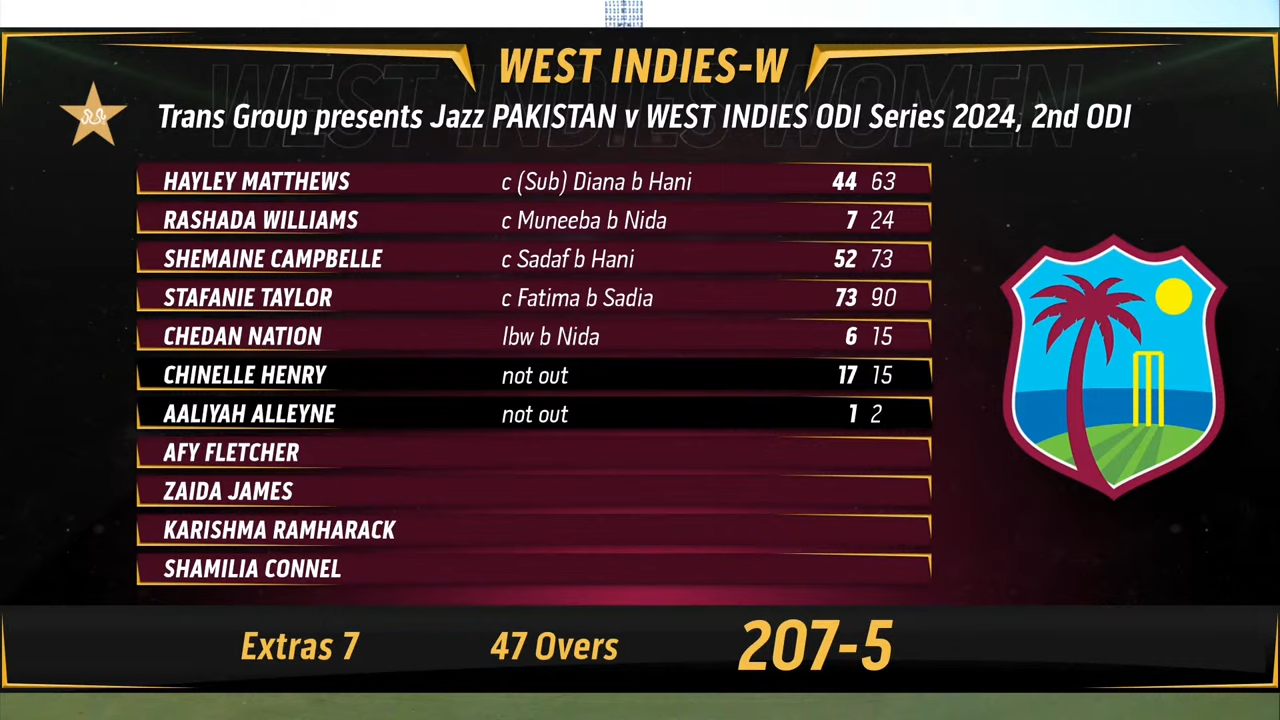 WEST INDIES-W
WEST INDIES WOMEN
Trans Group presents Jazz PAKISTAN v WEST INDIES ODI Series 2024, 2nd ODI
HAYLEY MATTHEWS c (Sub) Diana b Hani 44 63
RASHADA WILLIAMS c Muneeba b Nida 7 24
SHEMAINE CAMPBELLE c Sadaf b Hani 52 73
STAFANIE TAYLOR c Fatima b Sadia 73 90
CHEDAN NATION lbw b Nida 6 15
CHINELLE HENRY not out 17 15
AALIYAH ALLEYNE not out 1 2
AFY FLETCHER
ZAIDA JAMES
KARISHMA RAMHARACK
SHAMILIA CONNEL
Extras 7 47 Overs 207-5